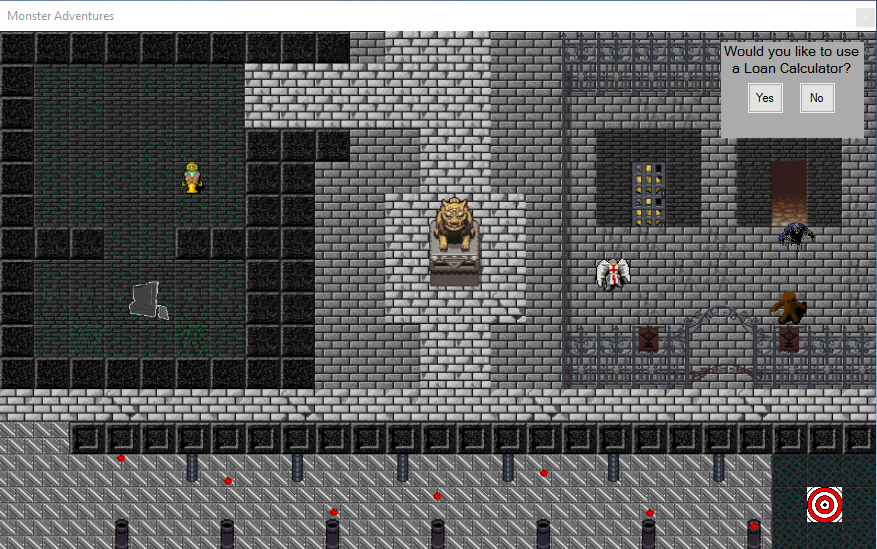 Monster Adventures
Would you like to use
a Loan Calculator?
Yes
No